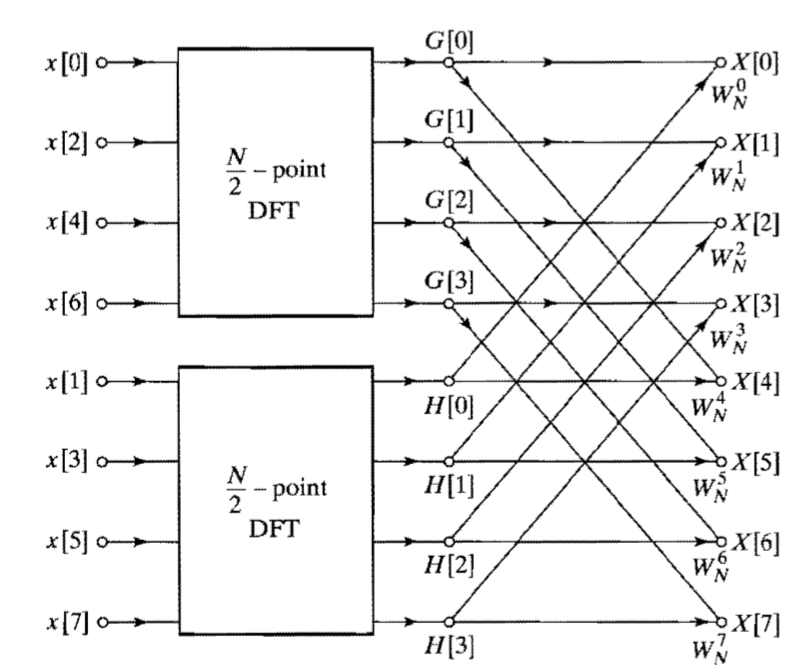 G[0]
x[0] X[0]
W_N^0
G[1]
x[2] X[1]
W_N^1
N/2 – point
DFT
G[2]
x[4] X[2]
W_N^2
G[3]
x[6] X[3]
W_N^3
x[1] X[4]
H[0] W_N^4
x[3] X[5]
H[1] W_N^5
N/2 – point
DFT
x[5] X[6]
H[2] W_N^6
x[7] X[7]
H[3] W_N^7